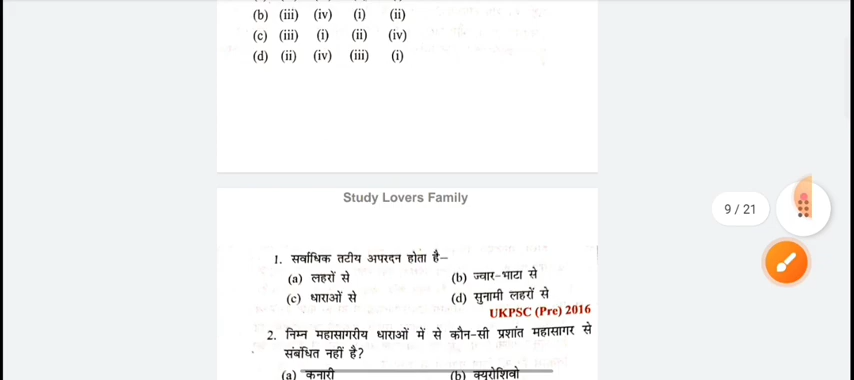 (b) (iii) (iv) (i) (ii)
(c) (iii) (i) (ii) (iv)
(d) (ii) (iv) (iii) (i)
Study Lovers Family
9 / 21
1. सर्वाधिक तटीय अपरदन होता है–
(a) लहरों से (b) ज्वार-भाटा से
(c) धाराओं से (d) सुनामी लहरों से
UKPSC (Pre) 2016
2. निम्न महासागरीय धाराओं में से कौन-सी प्रशांत महासागर से
संबंधित नहीं है?
(a) कनारी (b) क्यूरोशिवो